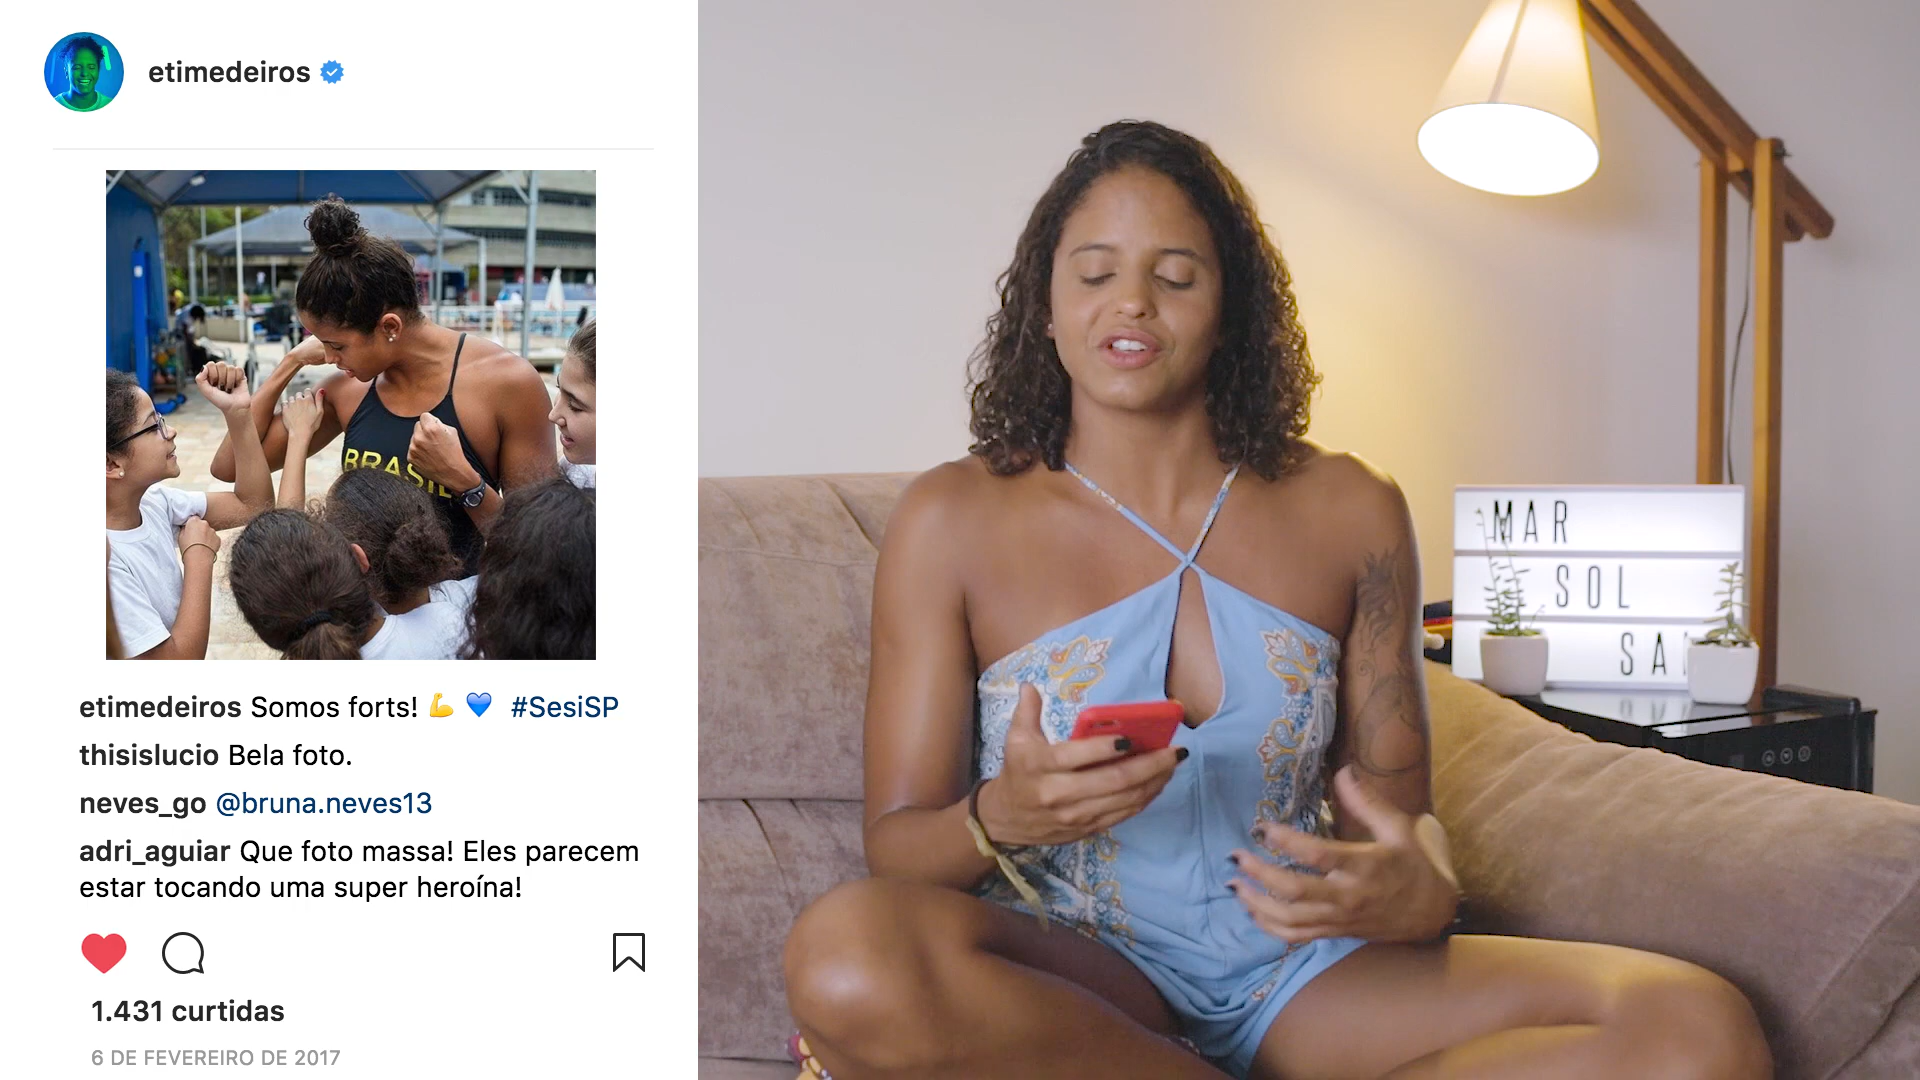 etimedeiros
BRASIL
etimedeiros Somos forts! 💪 💙 #SesiSP
thisislucio Bela foto.
neves_go @bruna.neves13
adri_aguiar Que foto massa! Eles parecem
estar tocando uma super heroína!
1.431 curtidas
6 DE FEVEREIRO DE 2017
MAR
SOL